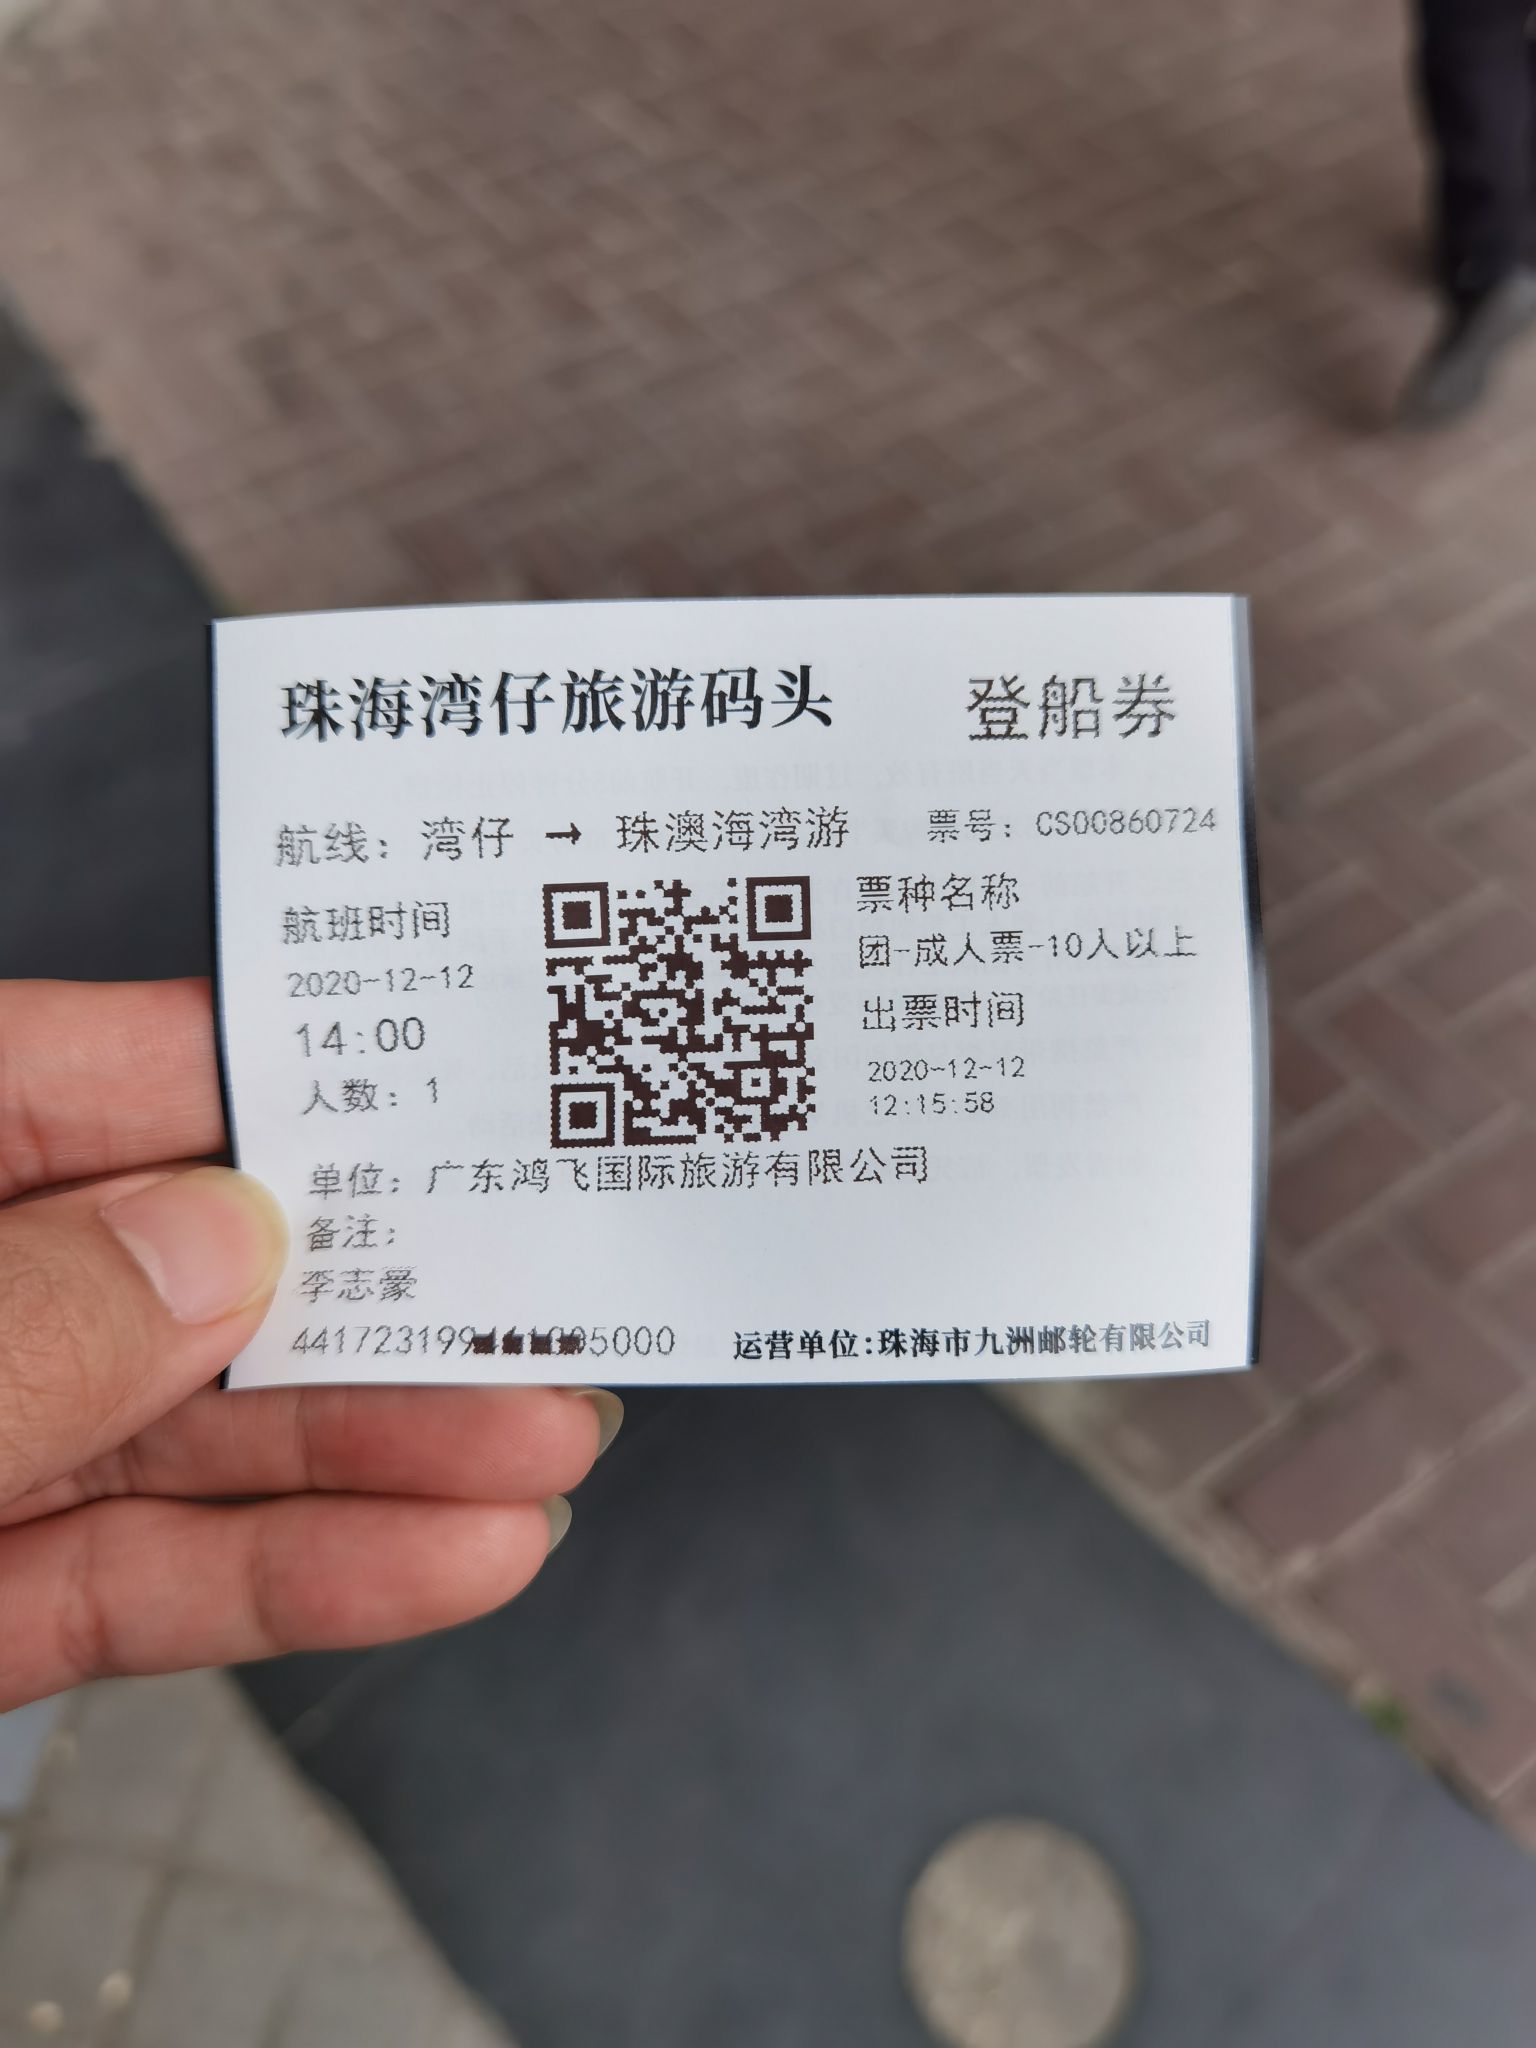 珠海湾仔旅游码头 登船券
航线：湾仔 → 珠澳海湾游 票号：CS00860724
航班时间
2020-12-12
14:00
人数：1
票种名称
团-成人票-10人以上
出票时间
2020-12-12
12:15:58
单位：广东鸿飞国际旅游有限公司
备注：
李志豪
运营单位:珠海市九洲邮轮有限公司